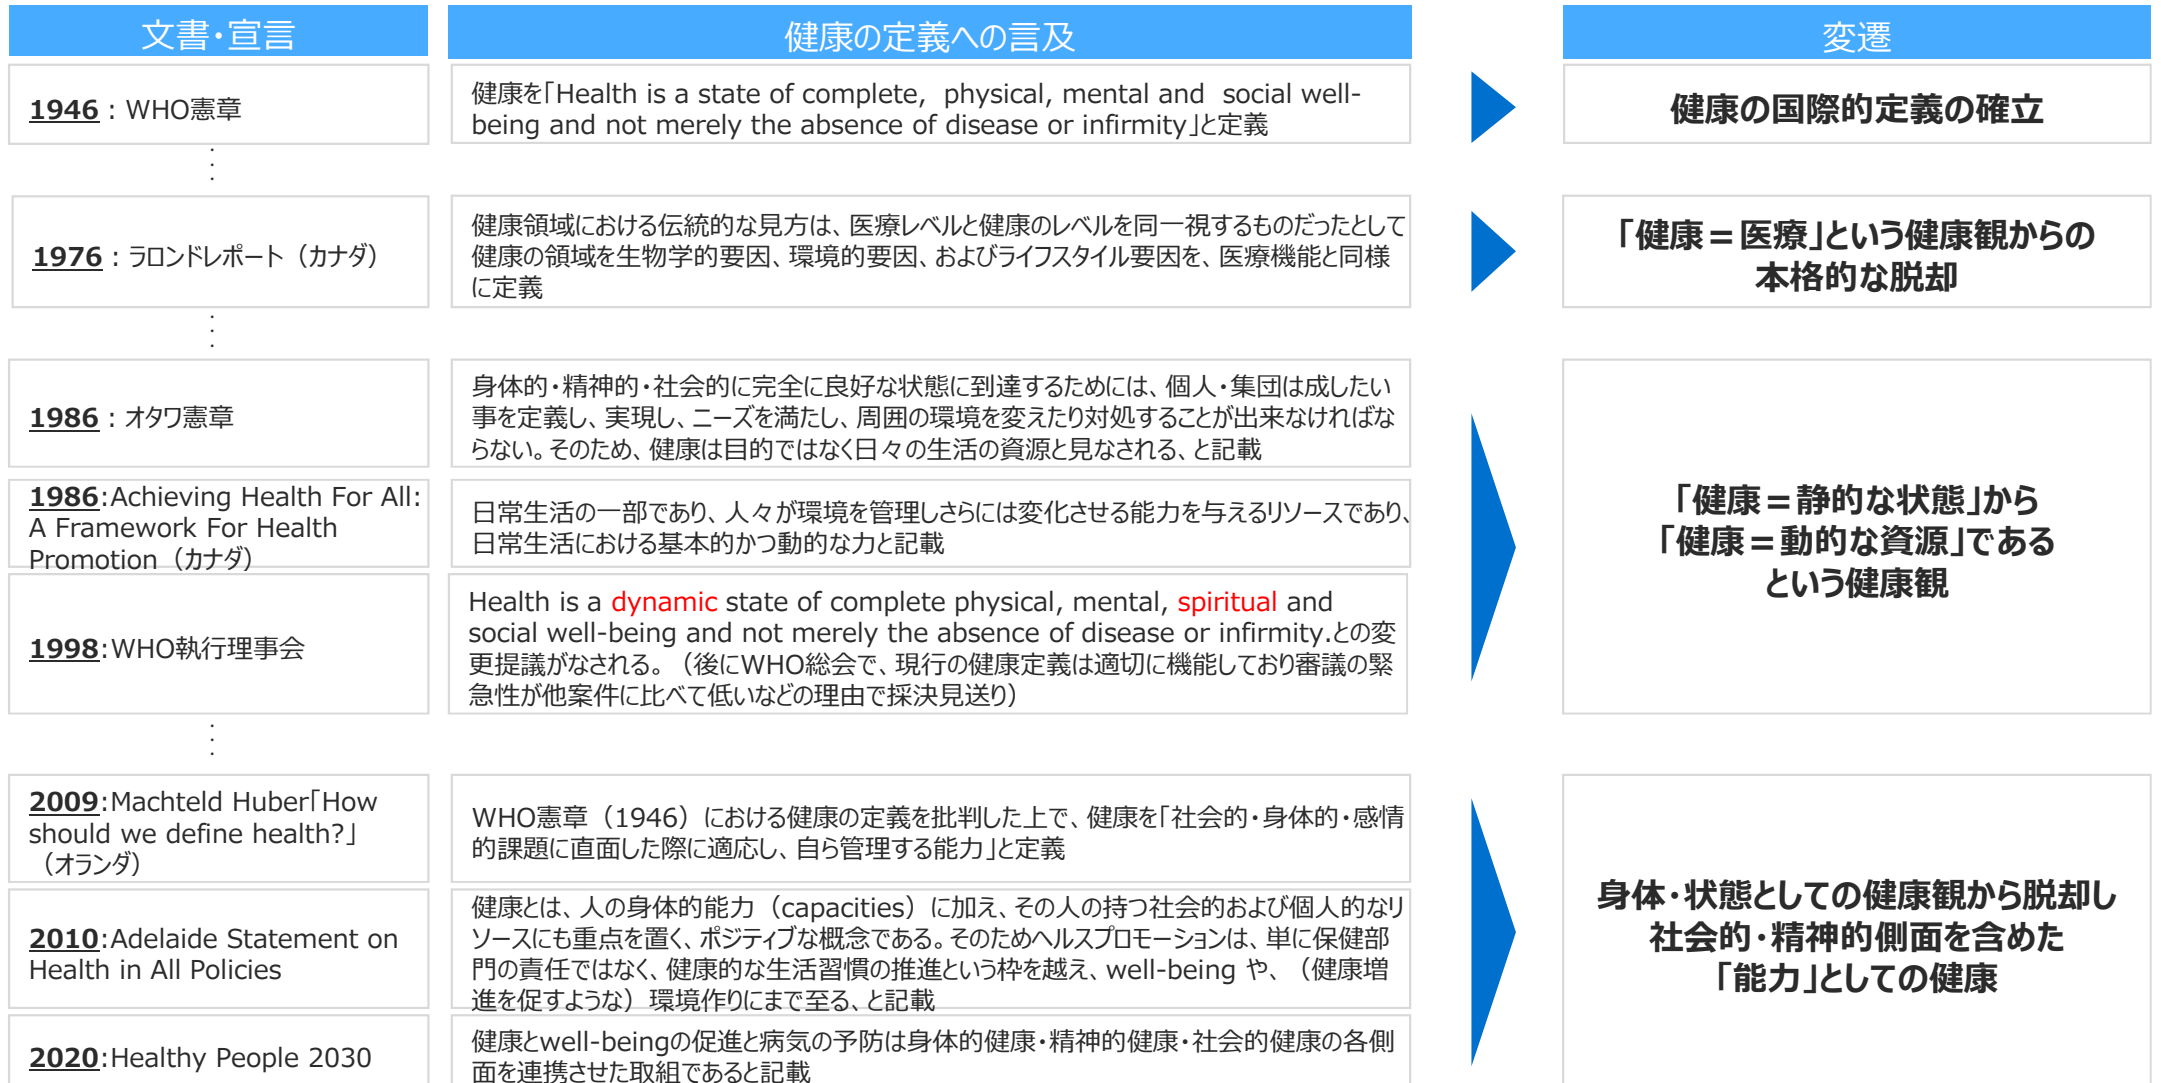 文書・宣言
健康の定義への言及
変遷
1946：WHO憲章
健康を「Health is a state of complete, physical, mental and social well-
being and not merely the absence of disease or infirmity」と定義
健康の国際的定義の確立
1976：ラロンドレポート（カナダ）
健康領域における伝統的な見方は、医療レベルと健康のレベルを同一視するものだったとして
健康の領域を生物学的要因、環境的要因、およびライフスタイル要因を、医療機能と同様
に定義
「健康＝医療」という健康観からの
本格的な脱却
1986：オタワ憲章
身体的・精神的・社会的に完全に良好な状態に到達するためには、個人・集団は成したい
事を定義し、実現し、ニーズを満たし、周囲の環境を変えたり対処することが出来なければな
らない。そのため、健康は目的ではなく日々の生活の資源と見なされる、と記載
1986:Achieving Health For All:
A Framework For Health
Promotion（カナダ）
日常生活の一部であり、人々が環境を管理しさらには変化させる能力を与えるリソースであり、
日常生活における基本的かつ動的な力と記載
1998:WHO執行理事会
Health is a dynamic state of complete physical, mental, spiritual and
social well-being and not merely the absence of disease or infirmity.との変
更提議がなされる。（後にWHO総会で、現行の健康定義は適切に機能しており審議の緊
急性が他案件に比べて低いなどの理由で採決見送り）
「健康＝静的な状態」から
「健康＝動的な資源」である
という健康観
2009:Machteld Huber「How
should we define health?」
（オランダ）
WHO憲章（1946）における健康の定義を批判した上で、健康を「社会的・身体的・感情
的課題に直面した際に適応し、自ら管理する能力」と定義
2010:Adelaide Statement on
Health in All Policies
健康とは、人の身体的能力（capacities）に加え、その人の持つ社会的および個人的なリ
ソースにも重点を置く、ポジティブな概念である。そのためヘルスプロモーションは、単に保健部
門の責任ではなく、健康的な生活習慣の推進という枠を越え、well-being や、（健康増
進を促すような）環境作りにまで至る、と記載
2020:Healthy People 2030
健康とwell-beingの促進と病気の予防は身体的健康・精神的健康・社会的健康の各側
面を連携させた取組であると記載
身体・状態としての健康観から脱却し
社会的・精神的側面を含めた
「能力」としての健康